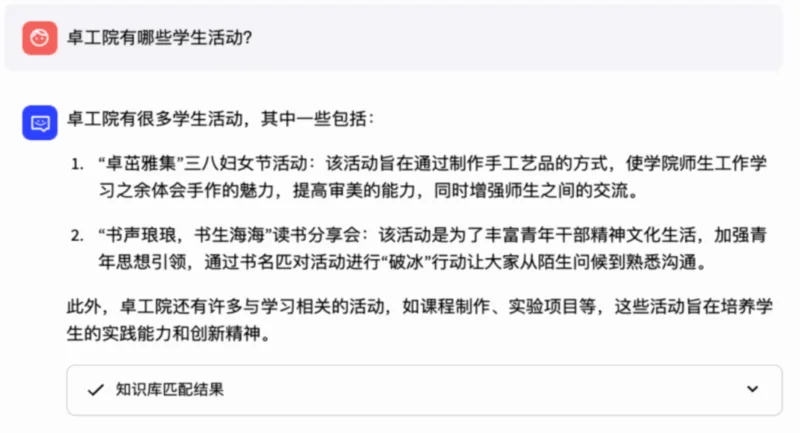 卓工院有哪些学生活动?
卓工院有很多学生活动，其中一些包括：
1. “卓茁雅集”三八妇女节活动：该活动旨在通过制作手工艺品的方式，使学院师生工作学
习之余体会手作的魅力，提高审美的能力，同时增强师生之间的交流。
2. “书声琅琅，书生海海”读书分享会：该活动是为了丰富青年干部精神文化生活，加强青
年思想引领，通过书名匹对活动进行“破冰”行动让大家从陌生问候到熟悉沟通。
此外，卓工院还有许多与学习相关的活动，如课程制作、实验项目等，这些活动旨在培养学
生的实践能力和创新精神。
知识库匹配结果